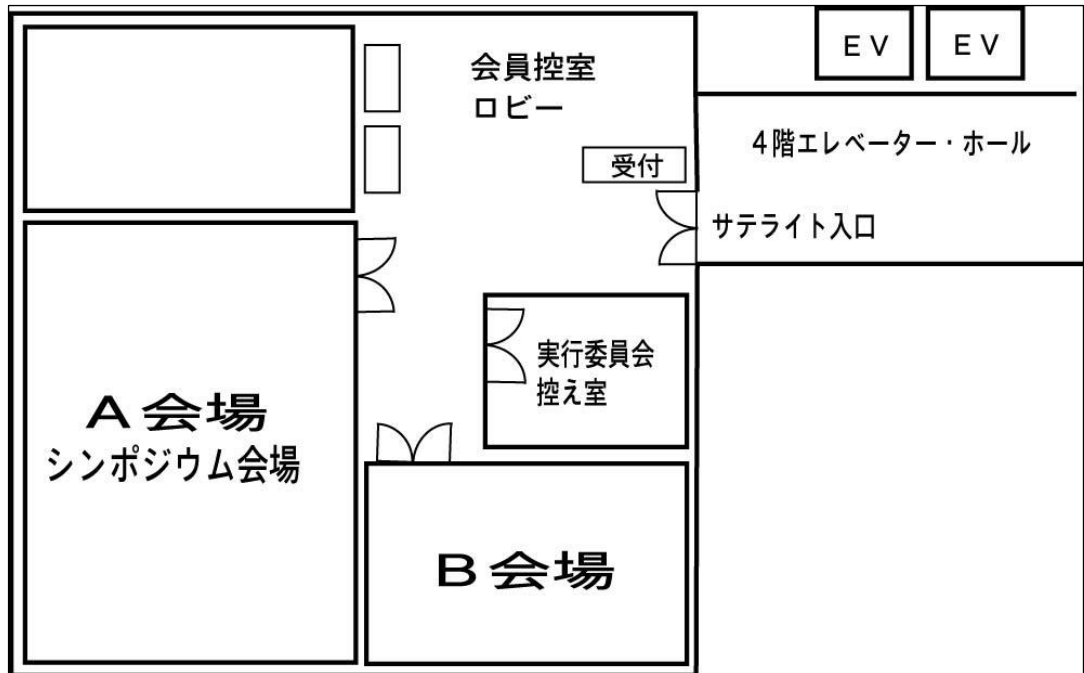 会員控室
ロビー
受付
ＥＶ
ＥＶ
４階エレベーター・ホール
サテライト入口
実行委員会
控え室
Ａ会場
シンポジウム会場
Ｂ会場